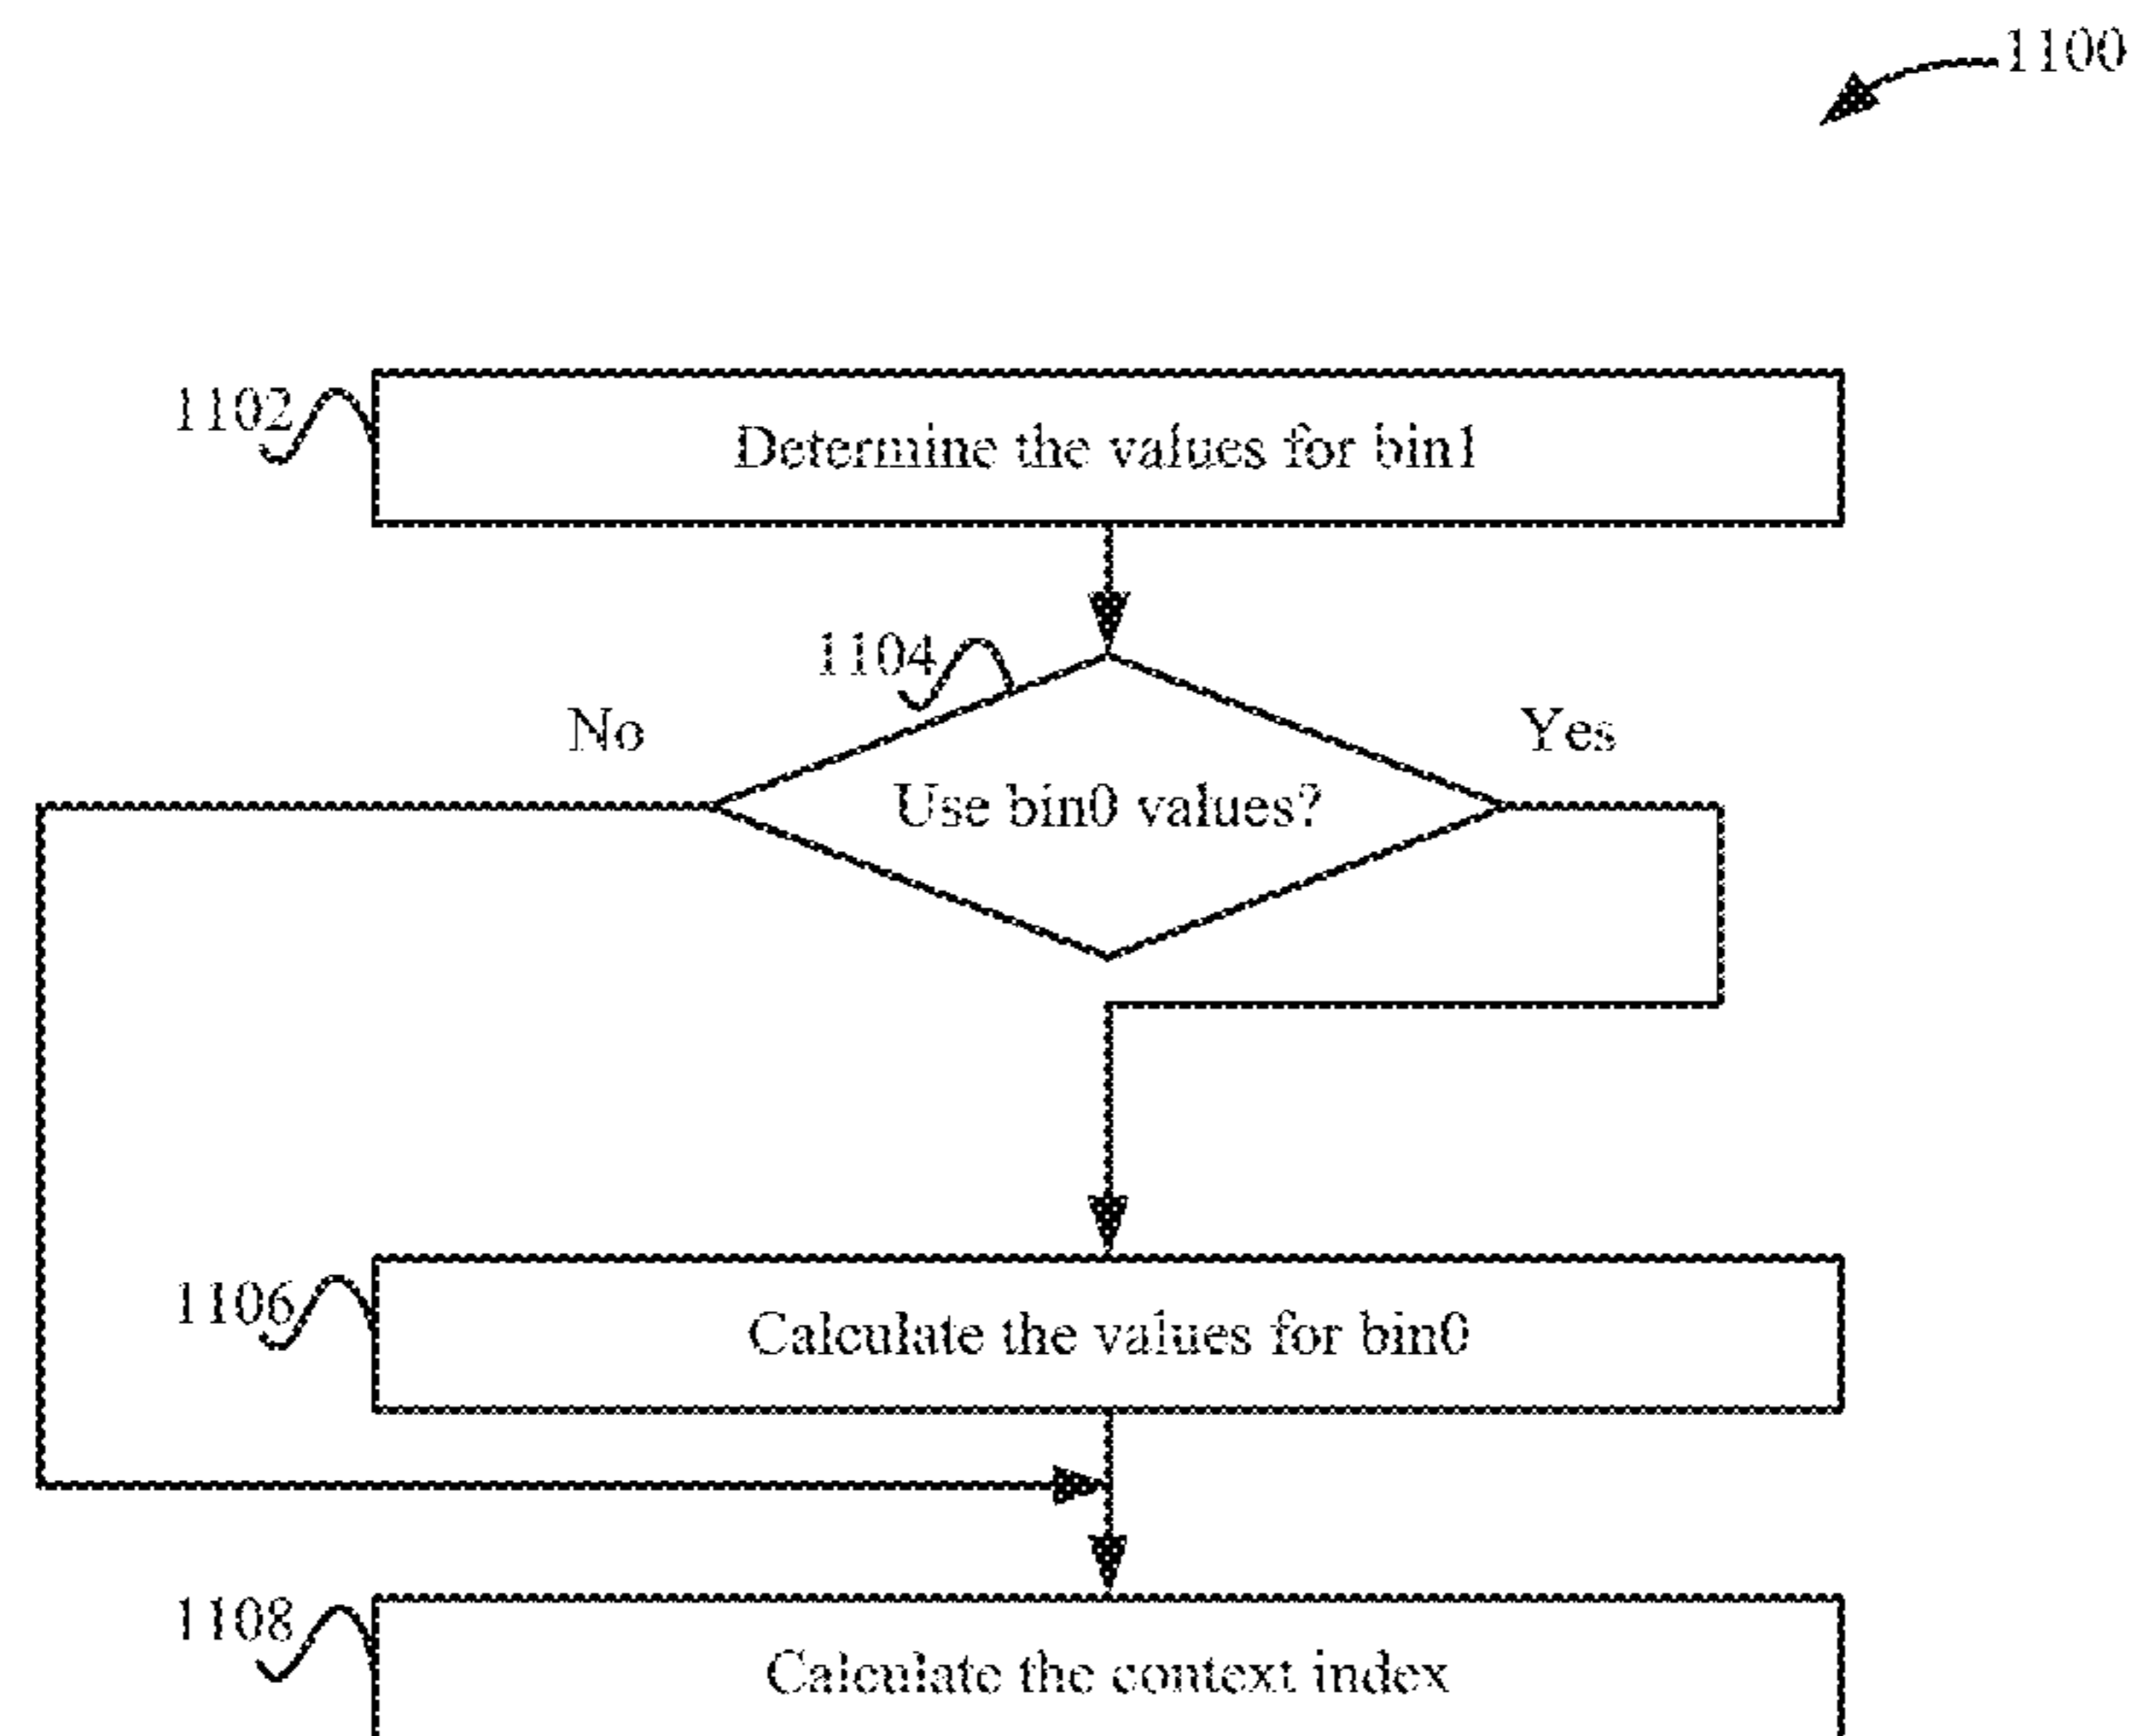 1100
1102
Determine the values for bin1
1104
No
Yes
Use bin0 values?
1106
Calculate the values for bin0
1108
Calculate the context index